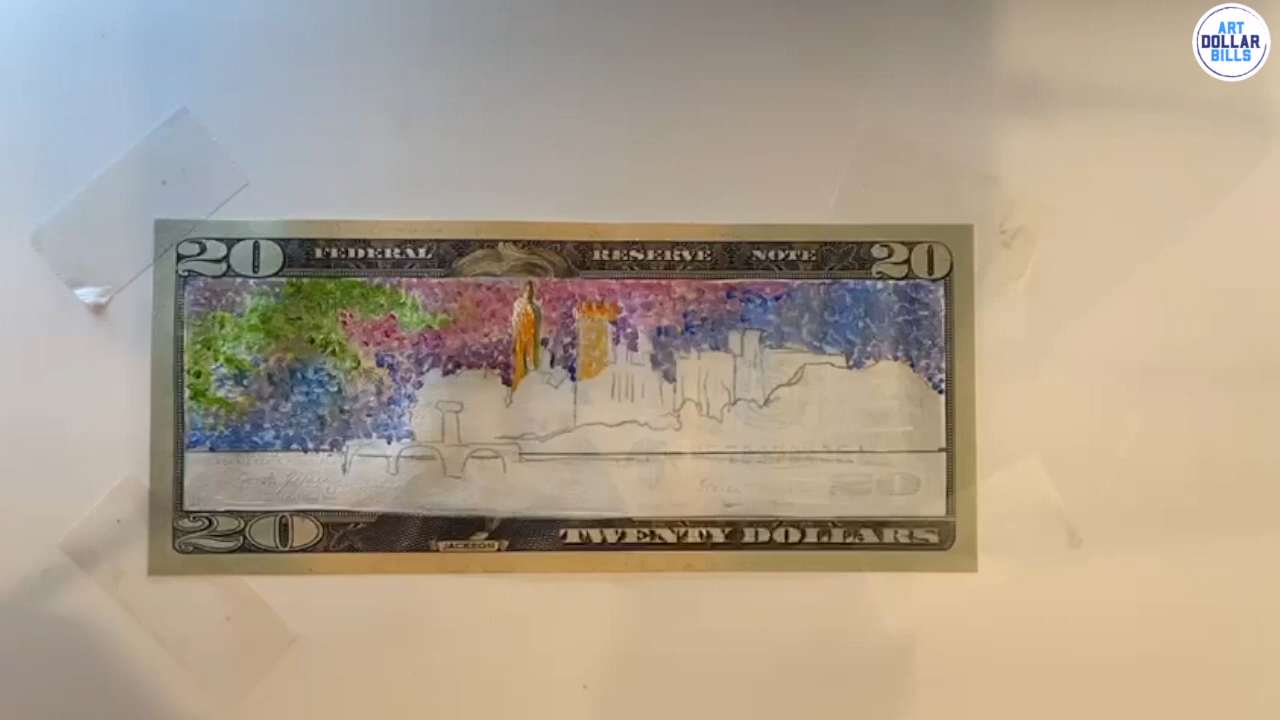 ART
DOLLAR
BILLS
20 FEDERAL RESERVE NOTE 20
20 JACKSON TWENTY DOLLARS